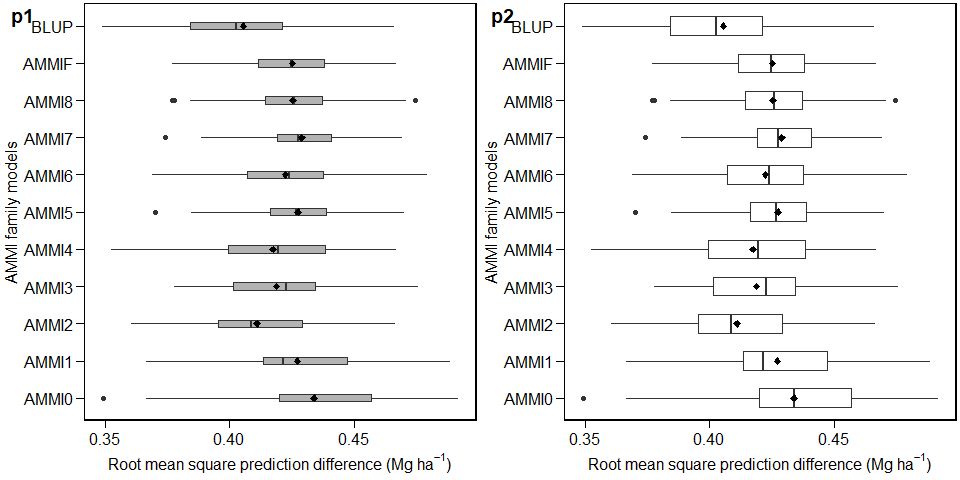 p1
AMMI family models
BLUP
AMMIF
AMMI8
AMMI7
AMMI6
AMMI5
AMMI4
AMMI3
AMMI2
AMMI1
AMMI0
0.35 0.40 0.45
Root mean square prediction difference (Mg ha⁻¹)
p2
AMMI family models
BLUP
AMMIF
AMMI8
AMMI7
AMMI6
AMMI5
AMMI4
AMMI3
AMMI2
AMMI1
AMMI0
0.35 0.40 0.45
Root mean square prediction difference (Mg ha⁻¹)